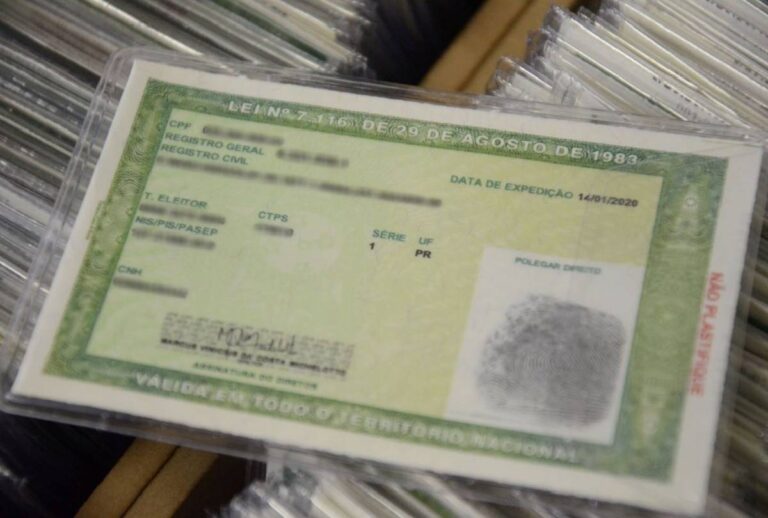 LEI Nº 7.116, DE 29 DE AGOSTO DE 1983
CPF
REGISTRO GERAL
REGISTRO CIVIL
DATA DE EXPEDIÇÃO 14/01/2020
T. ELEITOR
NIS/PIS/PASEP
CTPS
SÉRIE UF
1 PR
POLEGAR DIREITO
CNH
ASSINATURA DO DIRETOR
VÁLIDA EM TODO O TERRITÓRIO NACIONAL
NÃO PLASTIFIQUE